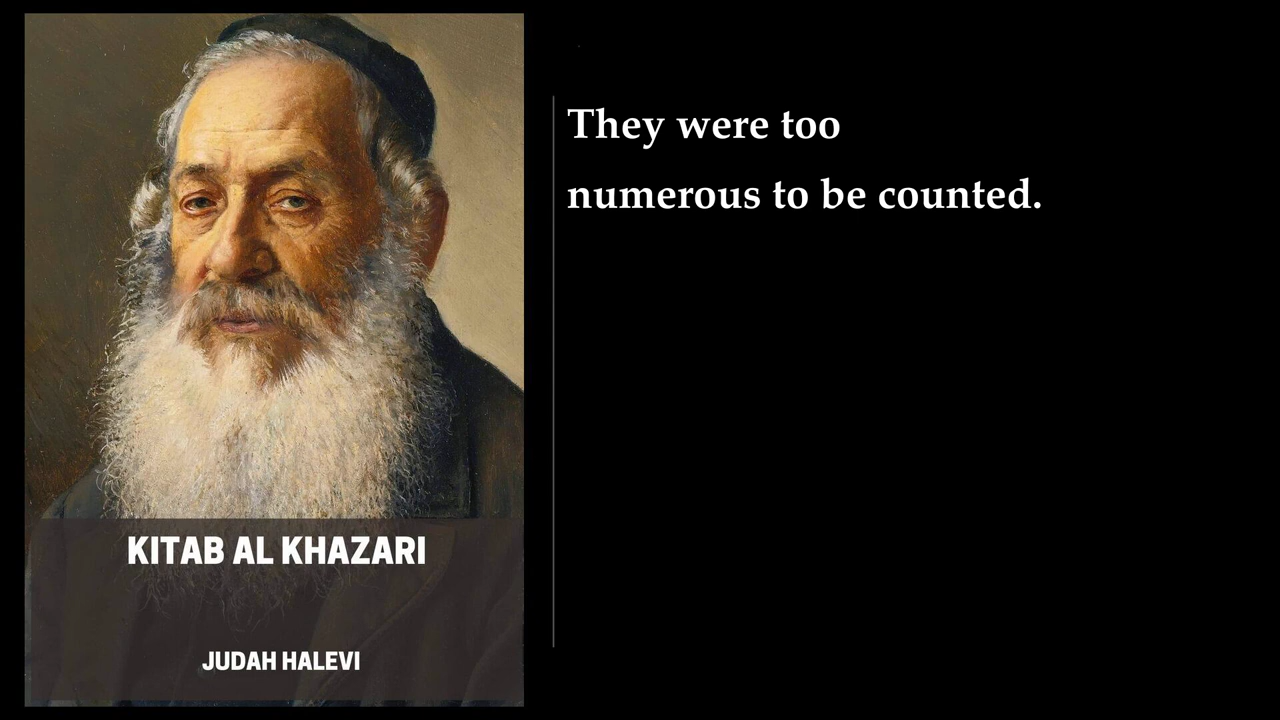 KITAB AL KHAZARI
JUDAH HALEVI
They were too
numerous to be counted.